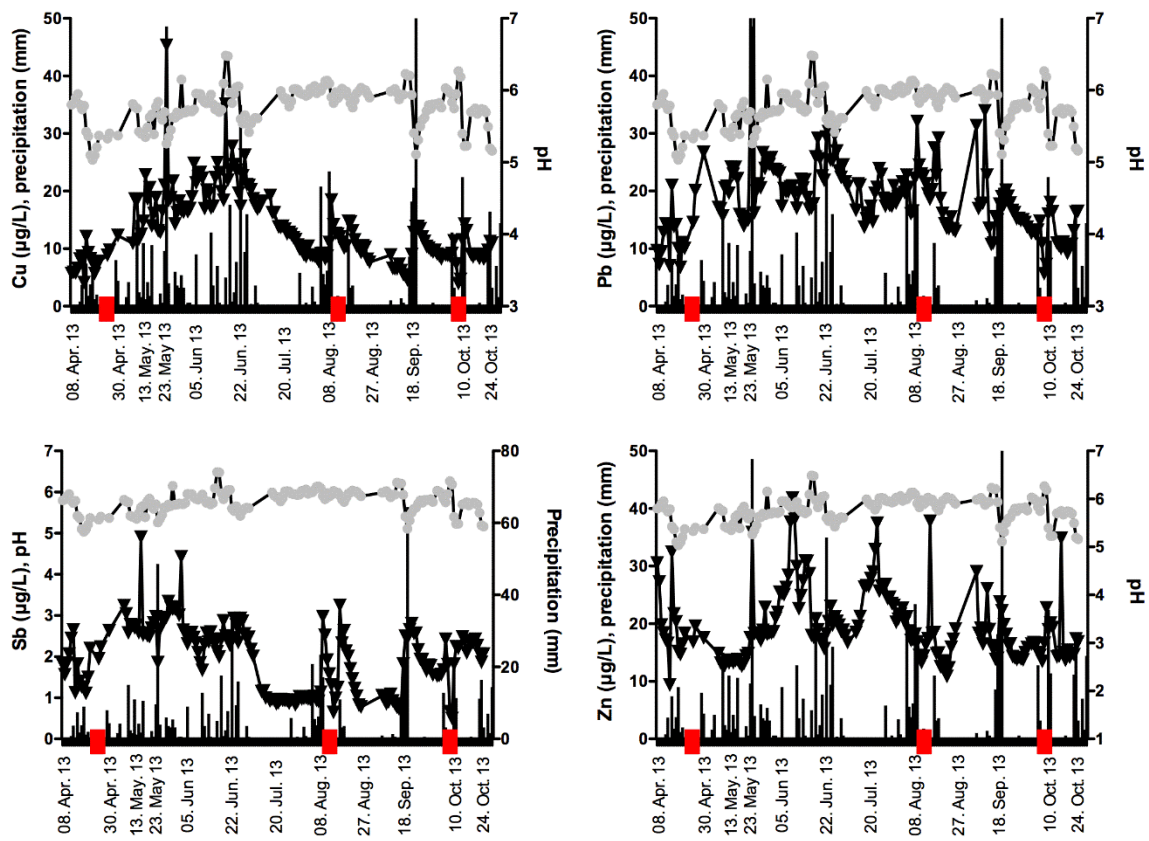 Cu (µg/L), precipitation (mm)
50
40
30
20
10
0
7
6
5
4
3
pH
08. Apr. 13
30. Apr. 13
13. May. 13
23 May 13
05. Jun 13
22. Jun. 13
20. Jul. 13
08. Aug. 13
27. Aug. 13
18. Sep. 13
10. Oct. 13
24. Oct. 13
Pb (µg/L), precipitation (mm)
50
40
30
20
10
0
7
6
5
4
3
pH
08. Apr. 13
30. Apr. 13
13. May. 13
23 May 13
05. Jun 13
22. Jun. 13
20. Jul. 13
08. Aug. 13
27. Aug. 13
18. Sep. 13
10. Oct. 13
24. Oct. 13
Sb (µg/L), pH
7
6
5
4
3
2
1
0
80
60
40
20
0
Precipitation (mm)
08. Apr. 13
30. Apr. 13
13. May. 13
23 May 13
05. Jun 13
22. Jun. 13
20. Jul. 13
08. Aug. 13
27. Aug. 13
18. Sep. 13
10. Oct. 13
24. Oct. 13
Zn (µg/L), precipitation (mm)
50
40
30
20
10
0
7
6
5
4
3
2
1
pH
08. Apr. 13
30. Apr. 13
13. May. 13
23 May 13
05. Jun 13
22. Jun. 13
20. Jul. 13
08. Aug. 13
27. Aug. 13
18. Sep. 13
10. Oct. 13
24. Oct. 13